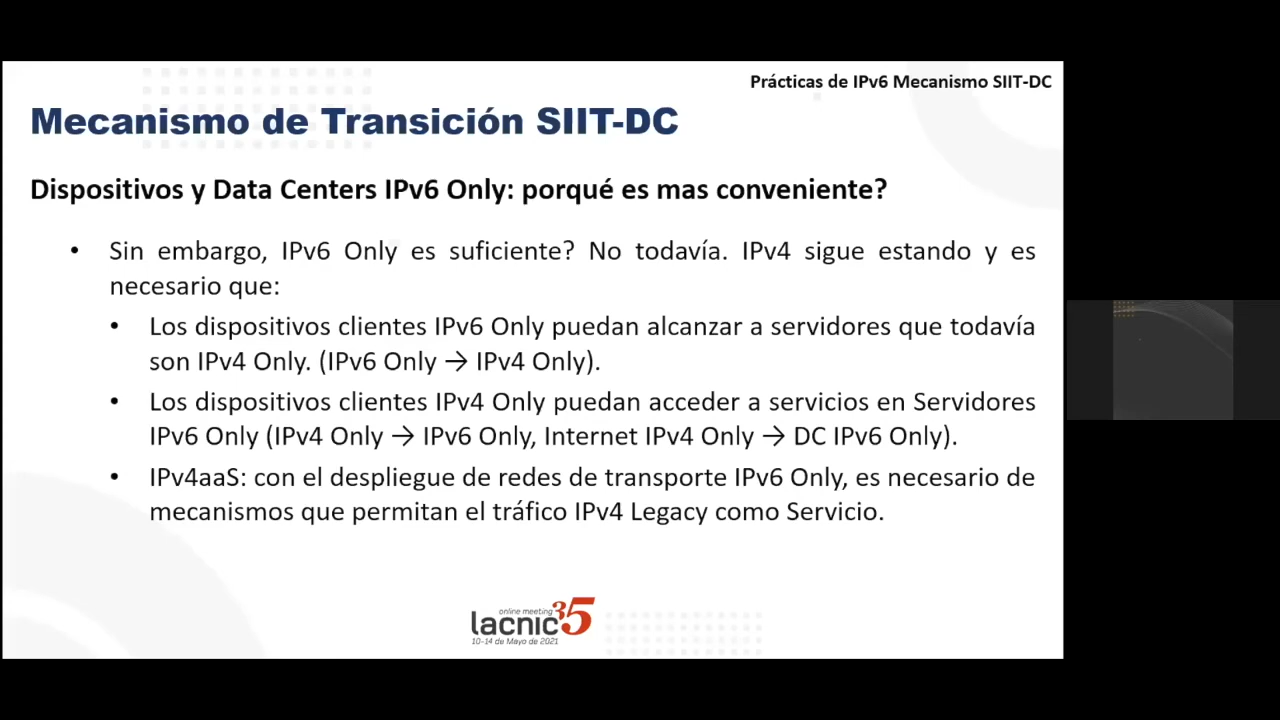 Prácticas de IPv6 Mecanismo SIIT-DC
Mecanismo de Transición SIIT-DC
Dispositivos y Data Centers IPv6 Only: porqué es mas conveniente?
• Sin embargo, IPv6 Only es suficiente? No todavía. IPv4 sigue estando y es
necesario que:
• Los dispositivos clientes IPv6 Only puedan alcanzar a servidores que todavía
son IPv4 Only. (IPv6 Only → IPv4 Only).
• Los dispositivos clientes IPv4 Only puedan acceder a servicios en Servidores
IPv6 Only (IPv4 Only → IPv6 Only, Internet IPv4 Only → DC IPv6 Only).
• IPv4aaS: con el despliegue de redes de transporte IPv6 Only, es necesario de
mecanismos que permitan el tráfico IPv4 Legacy como Servicio.
online meeting
lacnic 35
10-14 de Mayo de 2021